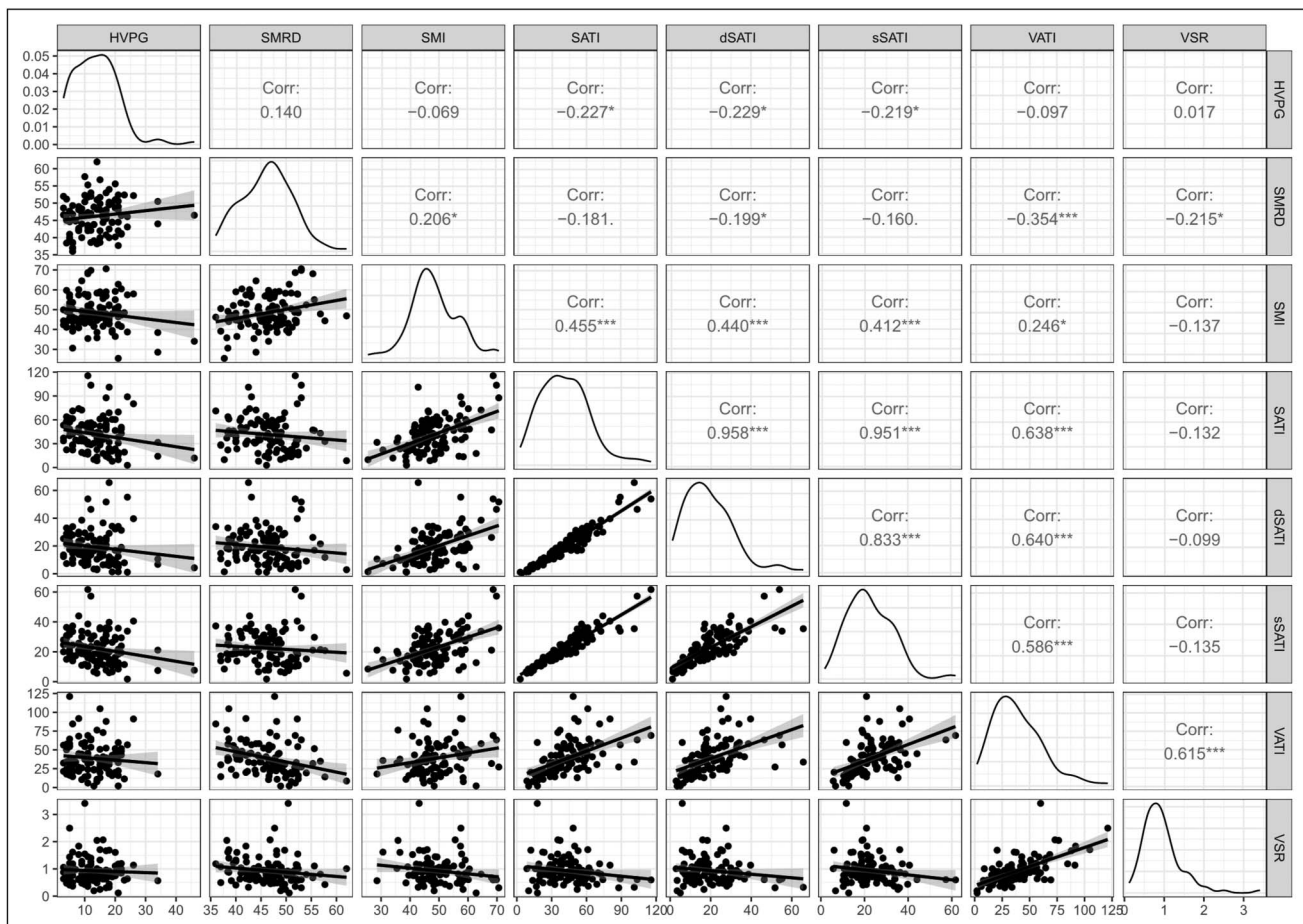 HVPG SMRD SMI SATI dSATI sSATI VATI VSR
0.05
0.04
0.03
0.02
0.01
0.00
Corr: Corr: Corr: Corr: Corr: Corr: Corr:
0.140 −0.069 −0.227* −0.229* −0.219* −0.097 0.017
HVPG
60
55
50
45
40
35
Corr: Corr: Corr: Corr: Corr: Corr:
0.206* −0.181. −0.199* −0.160. −0.354*** −0.215*
SMRD
70
60
50
40
30
Corr: Corr: Corr: Corr: Corr:
0.455*** 0.440*** 0.412*** 0.246* −0.137
SMI
120
90
60
30
0
Corr: Corr: Corr: Corr:
0.958*** 0.951*** 0.638*** −0.132
SATI
60
40
20
0
Corr: Corr: Corr:
0.833*** 0.640*** −0.099
dSATI
60
40
20
0
Corr: Corr:
0.586*** −0.135
sSATI
125
100
75
50
25
0
Corr:
0.615***
VATI
3
2
1
0
VSR
10 20 30 40 35 40 45 50 55 60 30 40 50 60 70 0 30 60 90 120 0 20 40 60 0 20 40 60 0 25 50 75 100 125 0 1 2 3